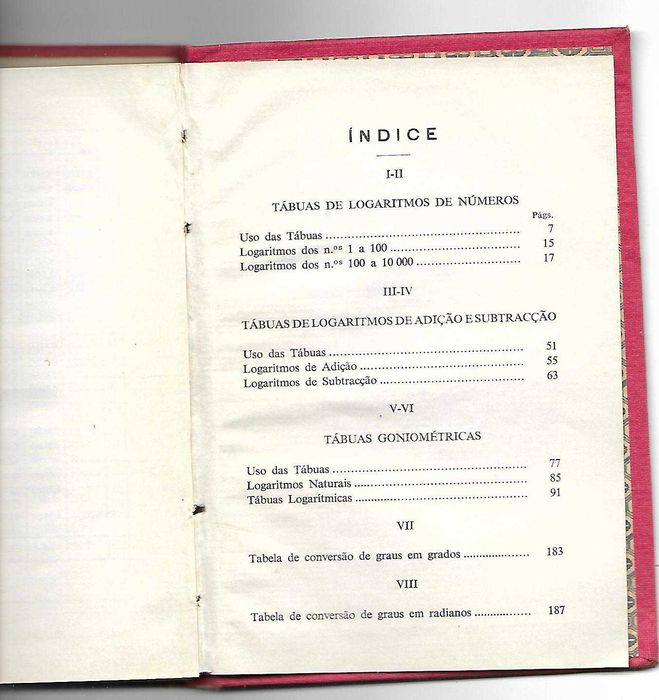 ÍNDICE
I-II
TÁBUAS DE LOGARITMOS DE NÚMEROS
Págs.
Uso das Tábuas ........................................................ 7
Logaritmos dos n.ºs 1 a 100 ...................................... 15
Logaritmos dos n.ºs 100 a 10 000 .............................. 17
III-IV
TÁBUAS DE LOGARITMOS DE ADIÇÃO E SUBTRACÇÃO
Uso das Tábuas ........................................................ 51
Logaritmos de Adição ................................................ 55
Logaritmos de Subtracção .......................................... 63
V-VI
TÁBUAS GONIOMÉTRICAS
Uso das Tábuas ........................................................ 77
Logaritmos Naturais .................................................. 85
Tábuas Logarítmicas .................................................. 91
VII
Tabela de conversão de graus em grados ................... 183
VIII
Tabela de conversão de graus em radianos ................ 187